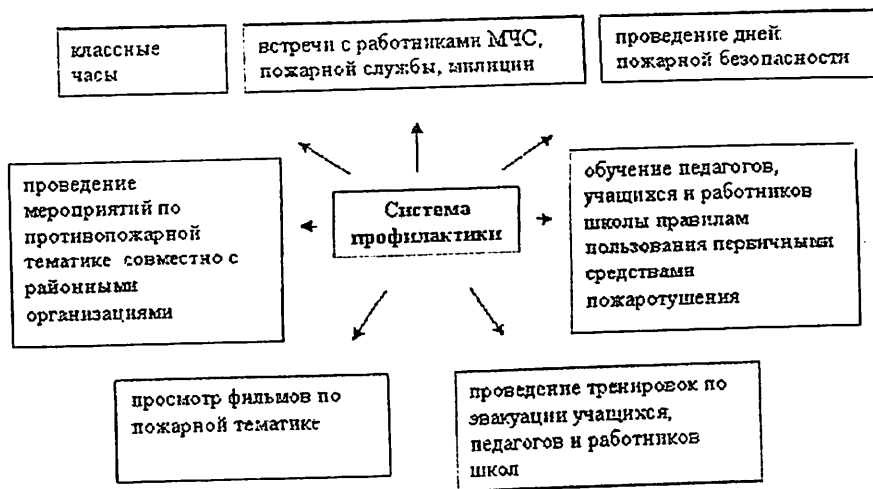 классные
часы
встречи с работниками МЧС,
пожарной службы, милиции
проведение дней
пожарной безопасности
проведение
мероприятий по
противопожарной
тематике совместно с
районными
организациями
Система
профилактики
обучение педагогов,
учащихся и работников
школы правилам
пользования первичными
средствами
пожаротушения
просмотр фильмов по
пожарной тематике
проведение тренировок по
эвакуации учащихся,
педагогов и работников
школ